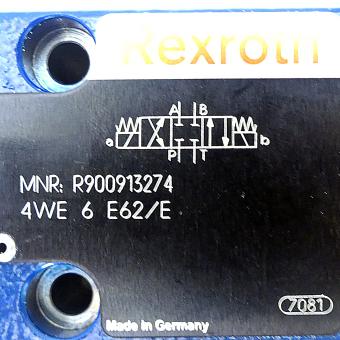 Rexroth
A B
a b
P T
MNR: R900913274
4WE 6 E62/E
7081
Made in Germany